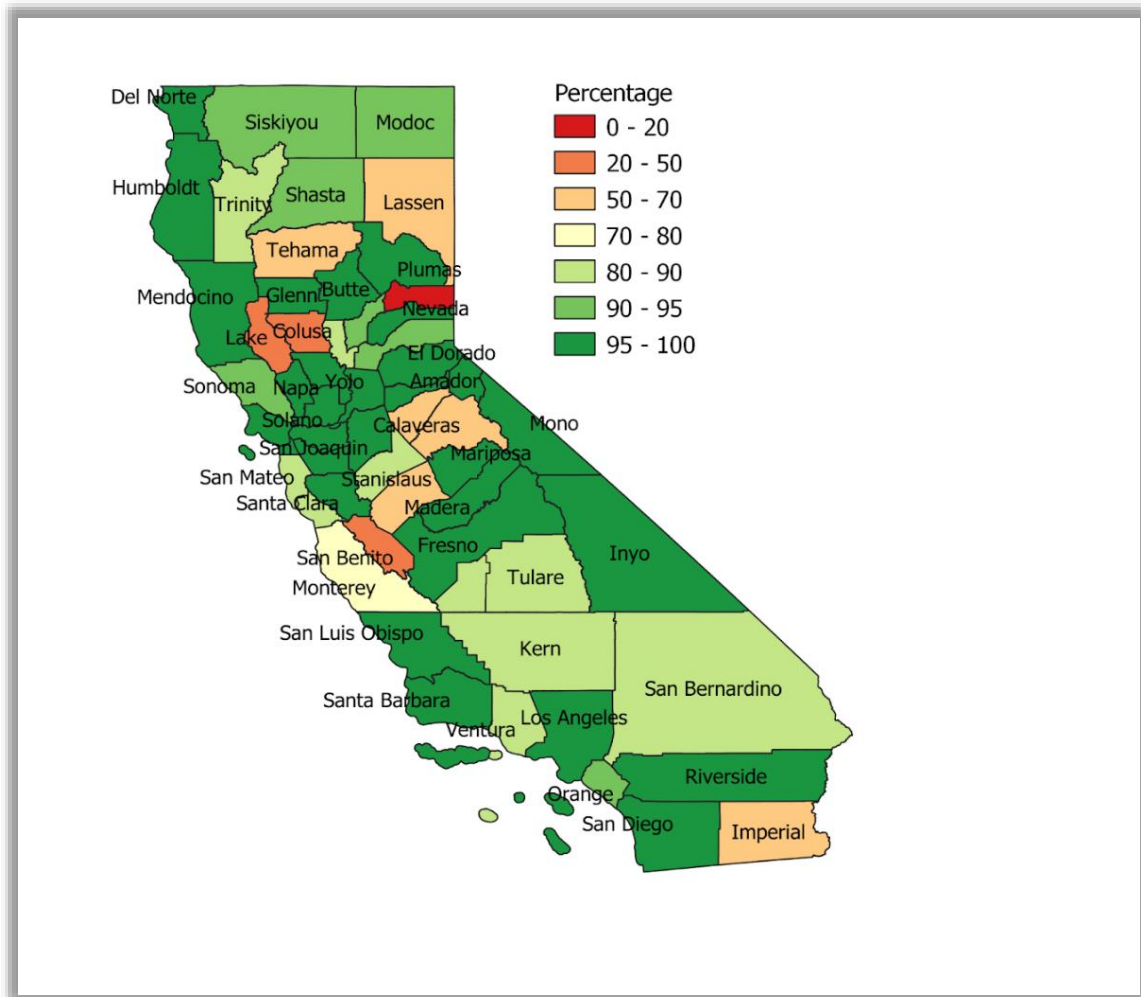 Percentage
0 - 20
20 - 50
50 - 70
70 - 80
80 - 90
90 - 95
95 - 100
Del Norte
Siskiyou
Modoc
Humboldt
Trinity
Shasta
Lassen
Tehama
Plumas
Mendocino
Glenn
Butte
Nevada
Lake
Colusa
El Dorado
Sonoma
Napa
Yolo
Amador
Solano
Calaveras
Mono
San Joaquin
Mariposa
San Mateo
Stanislaus
Santa Clara
Madera
Fresno
San Benito
Inyo
Monterey
Tulare
San Luis Obispo
Kern
San Bernardino
Santa Barbara
Ventura
Los Angeles
Riverside
Orange
San Diego
Imperial